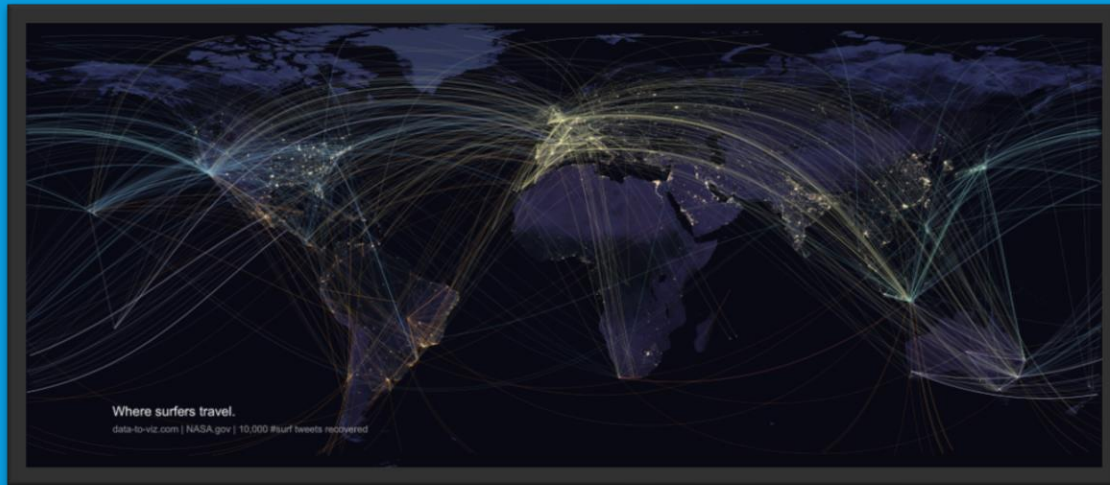 Where surfers travel.
data-to-viz.com | NASA.gov | 10,000 #surf tweets recovered